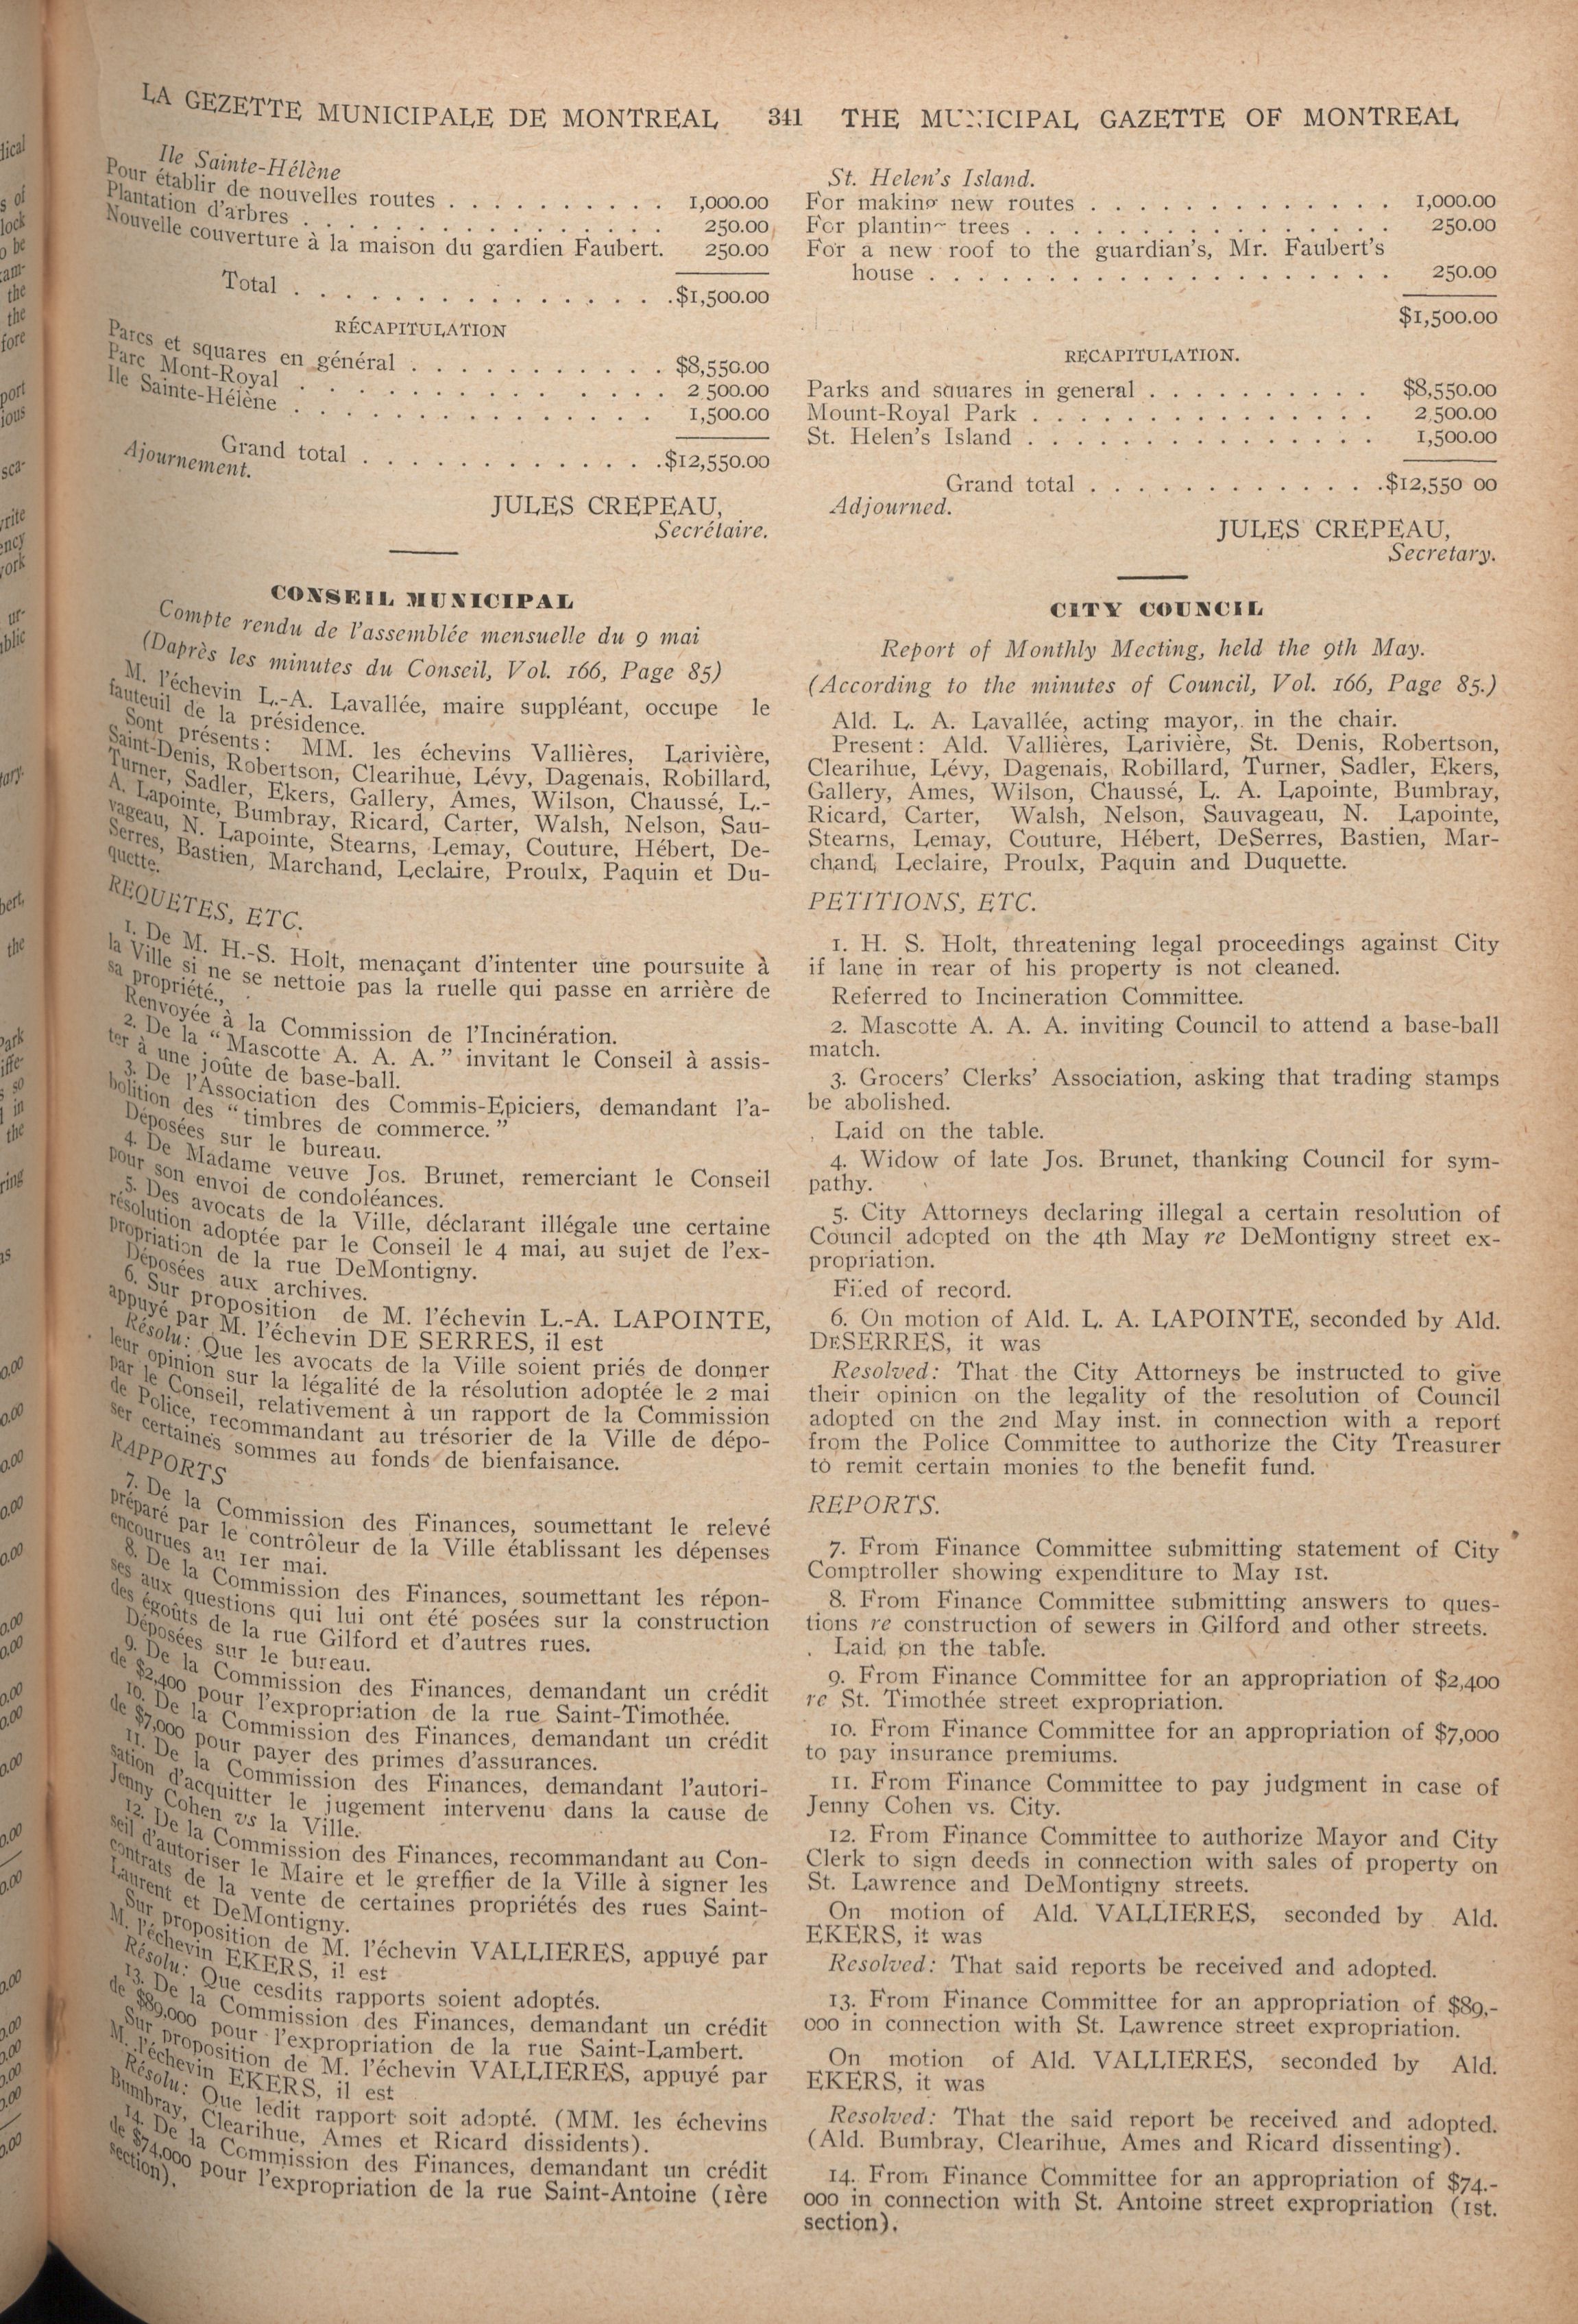 LA GEZETTE MUNICIPALE DE MONTREAL 341 THE MUNICIPAL GAZETTE OF MONTREAL
Ile Sainte-Hélène
Pour établir de nouvelles routes . . . . . . . . . . 1,000.00
Plantation d'arbres . . . . . . . . . . . . . . . 250.00
Nouvelle couverture à la maison du gardien Faubert. 250.00
Total . . . . . . . . . . . . . . . .$1,500.00
RÉCAPITULATION
Parcs et squares en général . . . . . . . . . . . $8,550.00
Parc Mont-Royal . . . . . . . . . . . . . . . 2 500.00
Ile Sainte-Hélène . . . . . . . . . . . . . . 1,500.00
Grand total . . . . . . . . . . . .$12,550.00
Ajournement.
JULES CREPEAU,
Secrétaire.
CONSEIL MUNICIPAL
Compte rendu de l'assemblée mensuelle du 9 mai
(Daprès les minutes du Conseil, Vol. 166, Page 85)
M. l'échevin L.-A. Lavallée, maire suppléant, occupe le
fauteuil de la présidence.
Sont présents: MM. les échevins Vallières, Larivière,
Saint-Denis, Robertson, Clearihue, Lévy, Dagenais, Robillard,
Turner, Sadler, Ekers, Gallery, Ames, Wilson, Chaussé, L.-
A. Lapointe, Bumbray, Ricard, Carter, Walsh, Nelson, Sau-
vageau, N. Lapointe, Stearns, Lemay, Couture, Hébert, De-
Serres, Bastien, Marchand, Leclaire, Proulx, Paquin et Du-
quette.
REQUETES, ETC.
1. De M. H.-S. Holt, menaçant d'intenter une poursuite à
la Ville si ne se nettoie pas la ruelle qui passe en arrière de
sa propriété.,
Renvoyée à la Commission de l'Incinération.
2. De la "Mascotte A. A. A." invitant le Conseil à assis-
ter à une joûte de base-ball.
3. De l'Association des Commis-Epiciers, demandant l'a-
bolition des "timbres de commerce."
Déposées sur le bureau.
4. De Madame veuve Jos. Brunet, remerciant le Conseil
pour son envoi de condoléances.
5. Des avocats de la Ville, déclarant illégale une certaine
résolution adoptée par le Conseil le 4 mai, au sujet de l'ex-
propriation de la rue DeMontigny.
Déposées aux archives.
6. Sur proposition de M. l'échevin L.-A. LAPOINTE,
appuyé par M. l'échevin DE SERRES, il est
Résolu: Que les avocats de la Ville soient priés de donner
leur opinion sur la légalité de la résolution adoptée le 2 mai
par le Conseil, relativement à un rapport de la Commission
de Police, recommandant au trésorier de la Ville de dépo-
ser certaines sommes au fonds de bienfaisance.
RAPPORTS
7. De la Commission des Finances, soumettant le relevé
préparé par le contrôleur de la Ville établissant les dépenses
encourues au 1er mai.
8. De la Commission des Finances, soumettant les répon-
ses aux questions qui lui ont été posées sur la construction
des égoûts de la rue Gilford et d'autres rues.
Déposées sur le bureau.
9. De la Commission des Finances, demandant un crédit
de $2,400 pour l'expropriation de la rue Saint-Timothée.
10. De la Commission des Finances, demandant un crédit
de $7,000 pour payer des primes d'assurances.
11. De la Commission des Finances, demandant l'autori-
sation d'acquitter le jugement intervenu dans la cause de
Jenny Cohen vs la Ville.
12. De la Commission des Finances, recommandant au Con-
seil d'autoriser le Maire et le greffier de la Ville à signer les
contrats de la vente de certaines propriétés des rues Saint-
Laurent et DeMontigny.
Sur proposition de M. l'échevin VALLIERES, appuyé par
M. l'échevin EKERS, il est
Résolu: Que cesdits rapports soient adoptés.
13. De la Commission des Finances, demandant un crédit
de $89,000 pour l'expropriation de la rue Saint-Lambert.
Sur proposition de M. l'échevin VALLIERES, appuyé par
M. l'échevin EKERS, il est
Résolu: Que ledit rapport soit adopté. (MM. les échevins
Bumbray, Clearihue, Ames et Ricard dissidents).
14. De la Commission des Finances, demandant un crédit
de $74,000 pour l'expropriation de la rue Saint-Antoine (1ère
section).
St. Helen's Island.
For making new routes . . . . . . . . . . . . . 1,000.00
For planting trees . . . . . . . . . . . . . . . . 250.00
For a new roof to the guardian's, Mr. Faubert's
house . . . . . . . . . . . . . . . . . . . . 250.00
$1,500.00
RECAPITULATION.
Parks and squares in general . . . . . . . . . . $8,550.00
Mount-Royal Park . . . . . . . . . . . . . . . 2,500.00
St. Helen's Island . . . . . . . . . . . . . . . 1,500.00
Grand total . . . . . . . . . . . . .$12,550 00
Adjourned.
JULES CREPEAU,
Secretary.
CITY COUNCIL
Report of Monthly Meeting, held the 9th May.
(According to the minutes of Council, Vol. 166, Page 85.)
Ald. L. A. Lavallée, acting mayor, in the chair.
Present: Ald. Vallières, Larivière, St. Denis, Robertson,
Clearihue, Lévy, Dagenais, Robillard, Turner, Sadler, Ekers,
Gallery, Ames, Wilson, Chaussé, L. A. Lapointe, Bumbray,
Ricard, Carter, Walsh, Nelson, Sauvageau, N. Lapointe,
Stearns, Lemay, Couture, Hébert, DeSerres, Bastien, Mar-
chand, Leclaire, Proulx, Paquin and Duquette.
PETITIONS, ETC.
1. H. S. Holt, threatening legal proceedings against City
if lane in rear of his property is not cleaned.
Referred to Incineration Committee.
2. Mascotte A. A. A. inviting Council to attend a base-ball
match.
3. Grocers' Clerks' Association, asking that trading stamps
be abolished.
Laid on the table.
4. Widow of late Jos. Brunet, thanking Council for sym-
pathy.
5. City Attorneys declaring illegal a certain resolution of
Council adopted on the 4th May re DeMontigny street ex-
propriation.
Filed of record.
6. On motion of Ald. L. A. LAPOINTE, seconded by Ald.
DESERRES, it was
Resolved: That the City Attorneys be instructed to give
their opinion on the legality of the resolution of Council
adopted on the 2nd May inst. in connection with a report
from the Police Committee to authorize the City Treasurer
to remit certain monies to the benefit fund.
REPORTS.
7. From Finance Committee submitting statement of City
Comptroller showing expenditure to May 1st.
8. From Finance Committee submitting answers to ques-
tions re construction of sewers in Gilford and other streets.
Laid on the table.
9. From Finance Committee for an appropriation of $2,400
re St. Timothée street expropriation.
10. From Finance Committee for an appropriation of $7,000
to pay insurance premiums.
11. From Finance Committee to pay judgment in case of
Jenny Cohen vs. City.
12. From Finance Committee to authorize Mayor and City
Clerk to sign deeds in connection with sales of property on
St. Lawrence and DeMontigny streets.
On motion of Ald. VALLIERES, seconded by Ald.
EKERS, it was
Resolved: That said reports be received and adopted.
13. From Finance Committee for an appropriation of $89,-
000 in connection with St. Lawrence street expropriation.
On motion of Ald. VALLIERES, seconded by Ald.
EKERS, it was
Resolved: That the said report be received and adopted.
(Ald. Bumbray, Clearihue, Ames and Ricard dissenting).
14. From Finance Committee for an appropriation of $74.-
000 in connection with St. Antoine street expropriation (1st.
section).